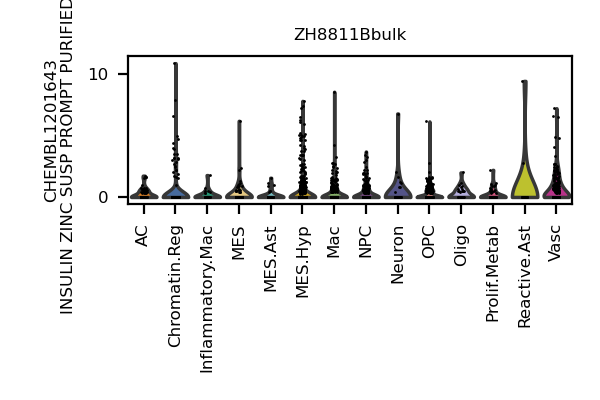 ZH8811Bbulk
CHEMBL1201643
INSULIN ZINC SUSP PROMPT PURIFIED
10
0
AC
Chromatin.Reg
Inflammatory.Mac
MES
MES.Ast
MES.Hyp
Mac
NPC
Neuron
OPC
Oligo
Prolif.Metab
Reactive.Ast
Vasc